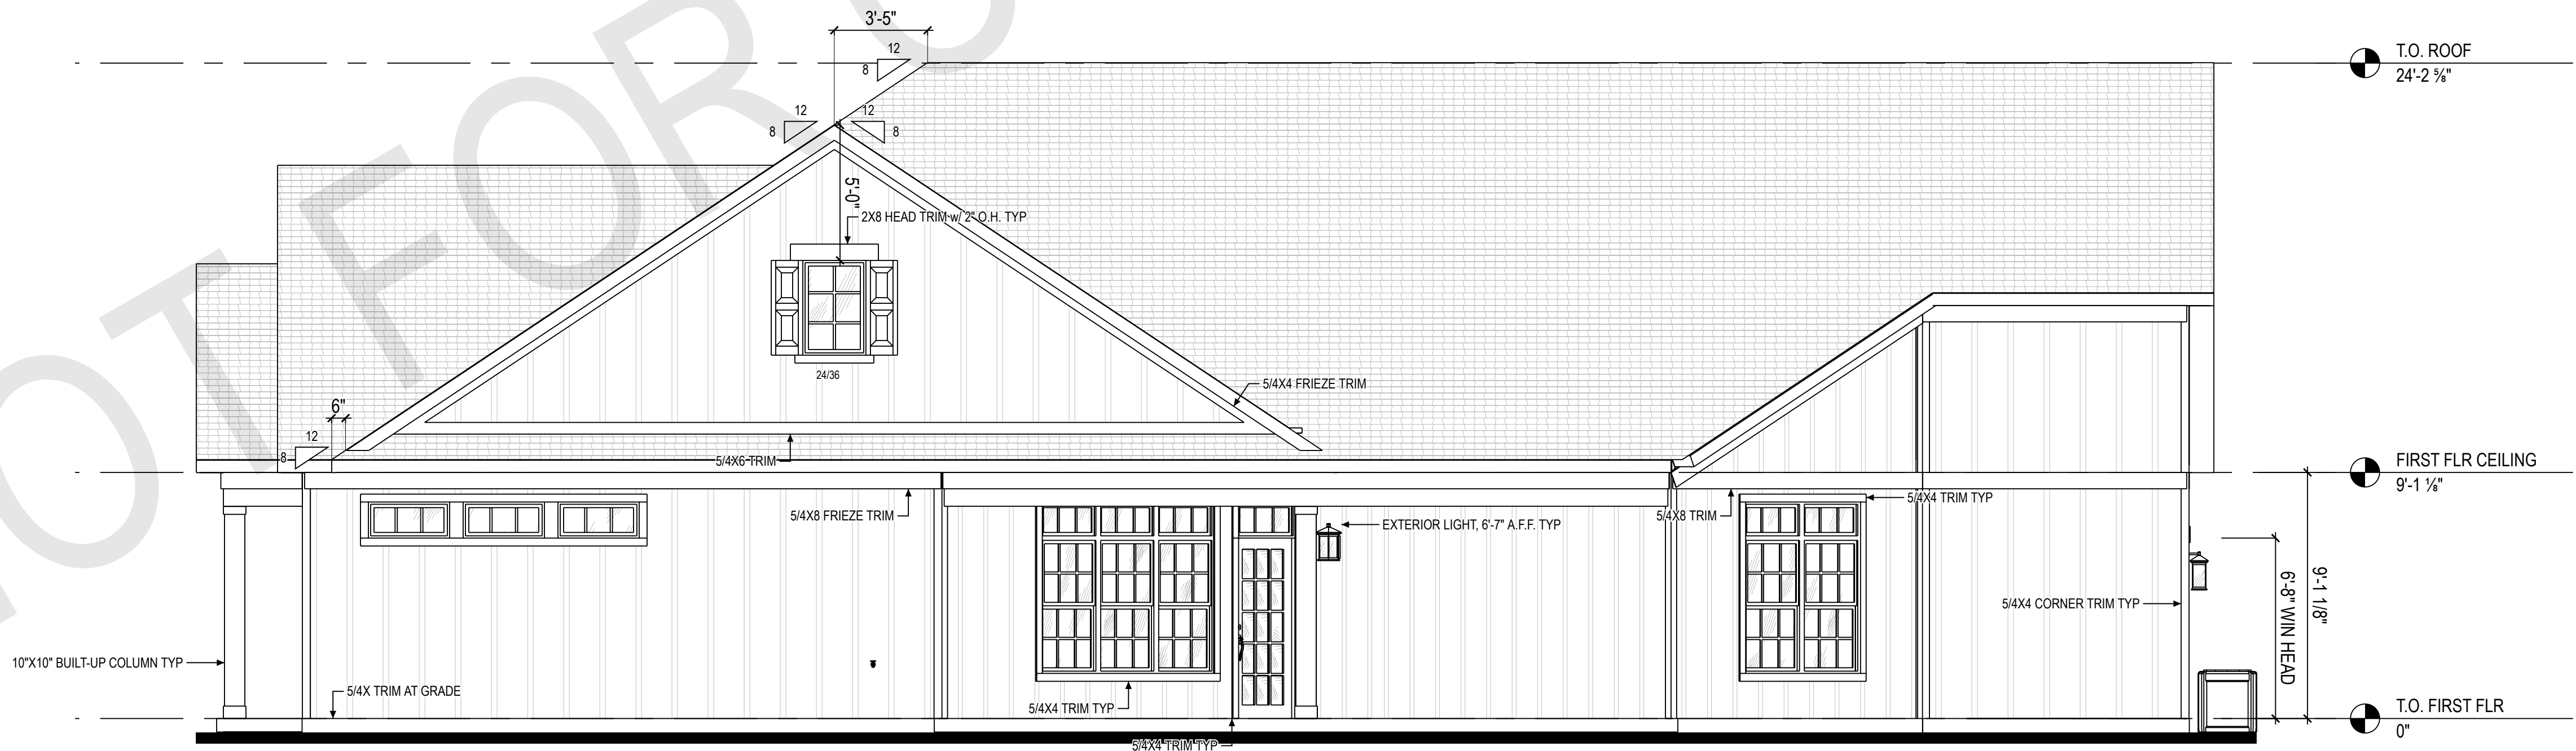 NOT FOR C
3'-5"
12
8
T.O. ROOF
24'-2 ⅝"
12
8
12
8
5'-0"
2X8 HEAD TRIM w/ 2" O.H. TYP
24/36
5/4X4 FRIEZE TRIM
6"
12
8
5/4X6 TRIM
FIRST FLR CEILING
9'-1 ⅛"
5/4X8 FRIEZE TRIM
EXTERIOR LIGHT, 6'-7" A.F.F. TYP
5/4X8 TRIM
5/4X4 TRIM TYP
5/4X4 CORNER TRIM TYP
6'-8" WIN HEAD
9'-1 1/8"
10"X10" BUILT-UP COLUMN TYP
5/4X TRIM AT GRADE
5/4X4 TRIM TYP
5/4X4 TRIM TYP
T.O. FIRST FLR
0"